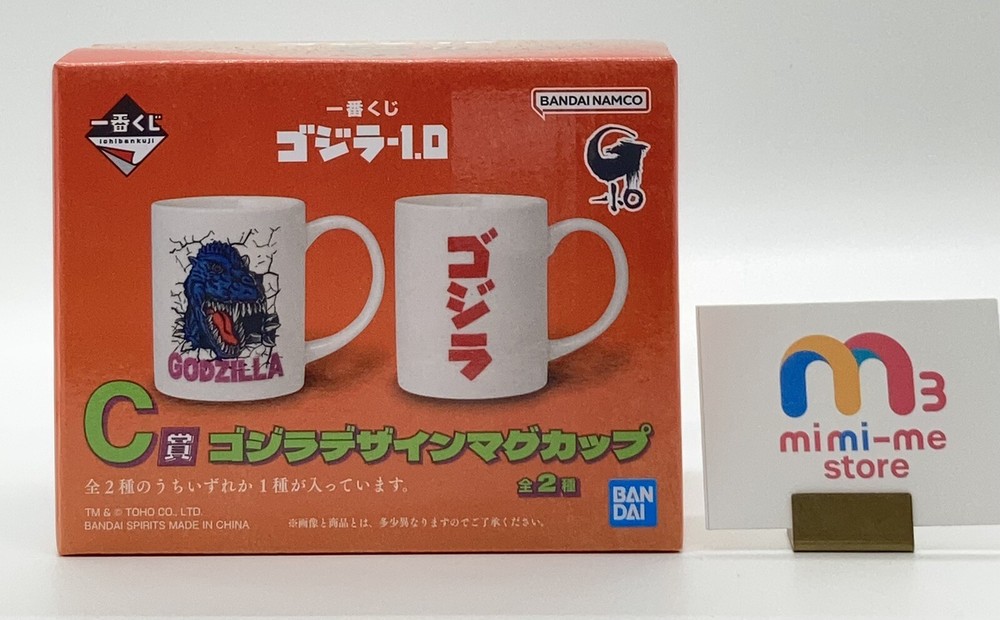 一番くじ
ichibankuji
一番くじ
ゴジラ-1.0
BANDAI NAMCO
G
-1.0
GODZILLA
ゴジラ
C賞 ゴジラデザインマグカップ
全2種のうちいずれか1種が入っています。
全2種
TM & © TOHO CO., LTD.
BANDAI SPIRITS MADE IN CHINA
※画像と商品とは、多少異なりますのでご了承ください。
BAN
DAI
m3
mimi-me
store